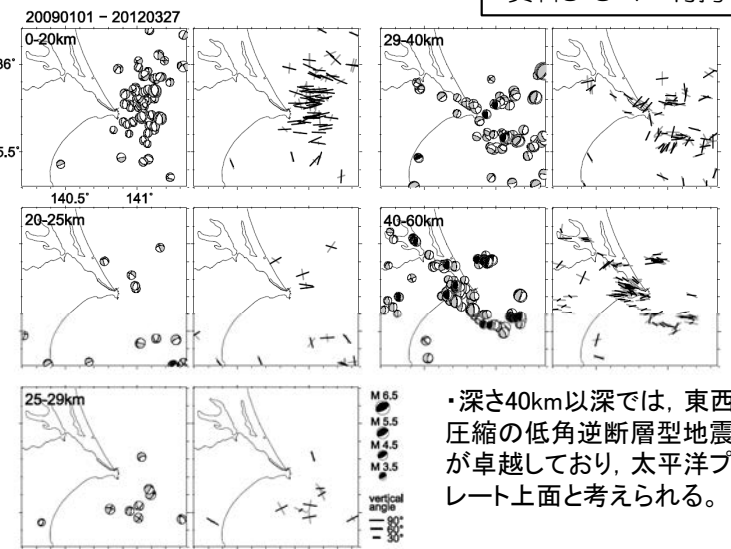 20090101 - 20120327
0-20km
29-40km
36°
5.5°
140.5°
141°
20-25km
40-60km
25-29km
M 6.5
M 5.5
M 4.5
M 3.5
vertical
angle
90°
60°
30°
・深さ40km以深では, 東西
圧縮の低角逆断層型地震
が卓越しており, 太平洋プ
レート上面と考えられる。